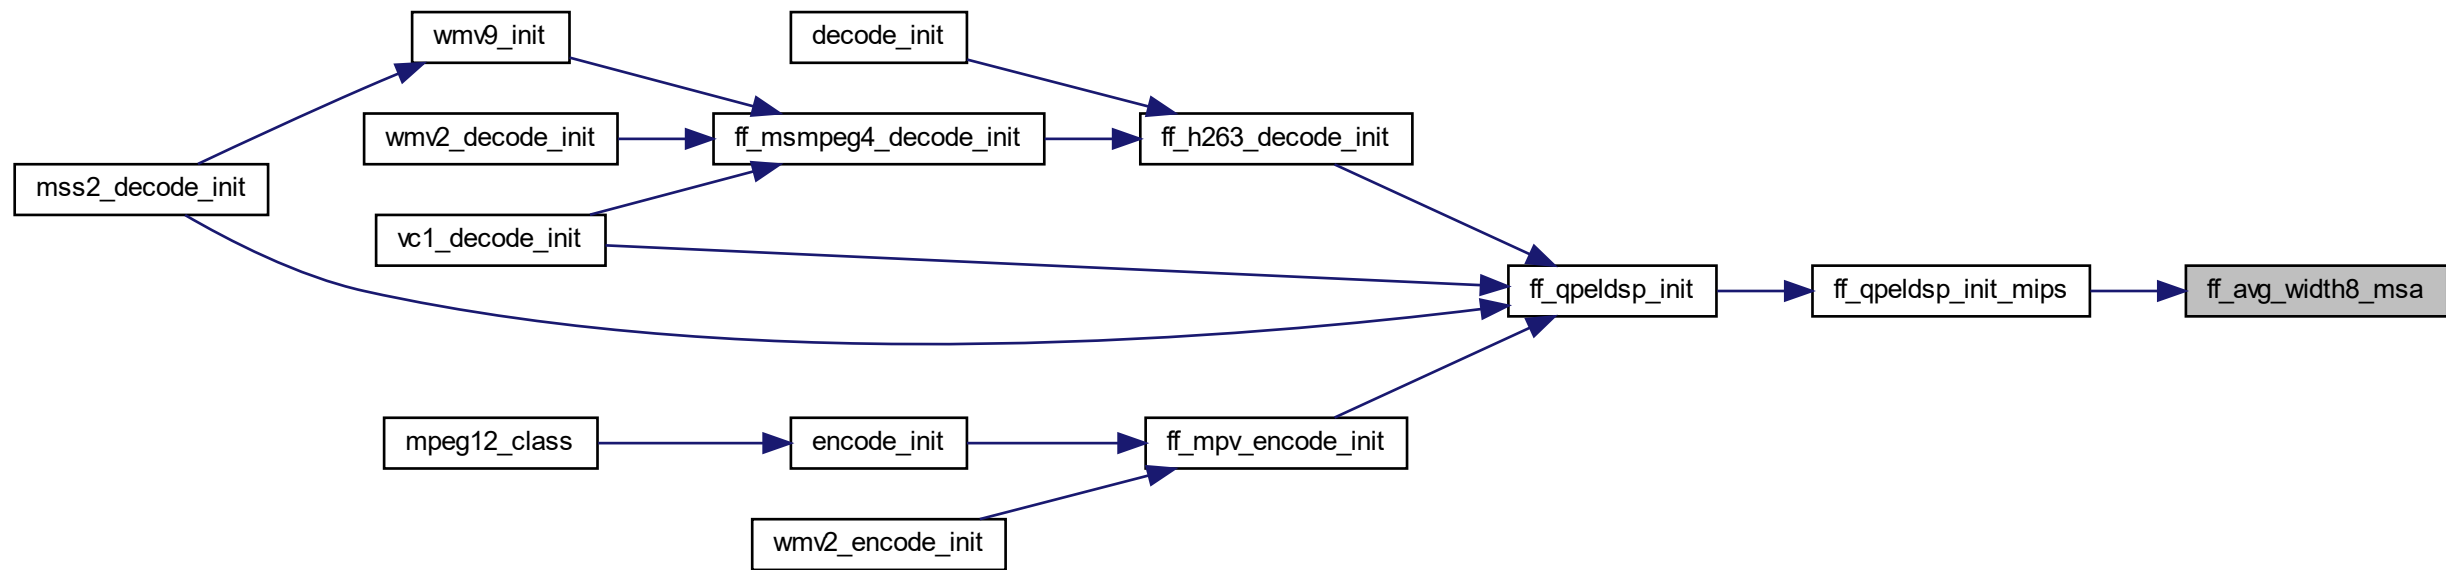 wmv9_init
decode_init
wmv2_decode_init
ff_msmpeg4_decode_init
ff_h263_decode_init
mss2_decode_init
vc1_decode_init
ff_qpeldsp_init
ff_qpeldsp_init_mips
ff_avg_width8_msa
mpeg12_class
encode_init
ff_mpv_encode_init
wmv2_encode_init